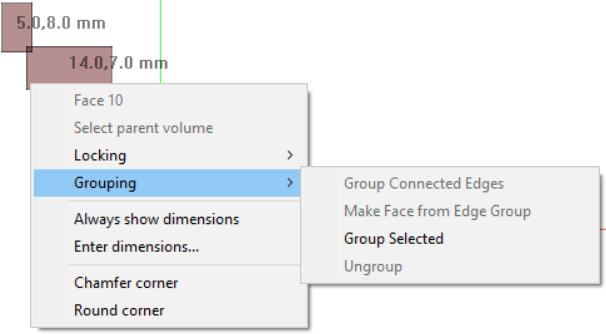 5.0,8.0 mm
14.0,7.0 mm
Face 10
Select parent volume
Locking
Grouping
Group Connected Edges
Make Face from Edge Group
Group Selected
Ungroup
Always show dimensions
Enter dimensions...
Chamfer corner
Round corner